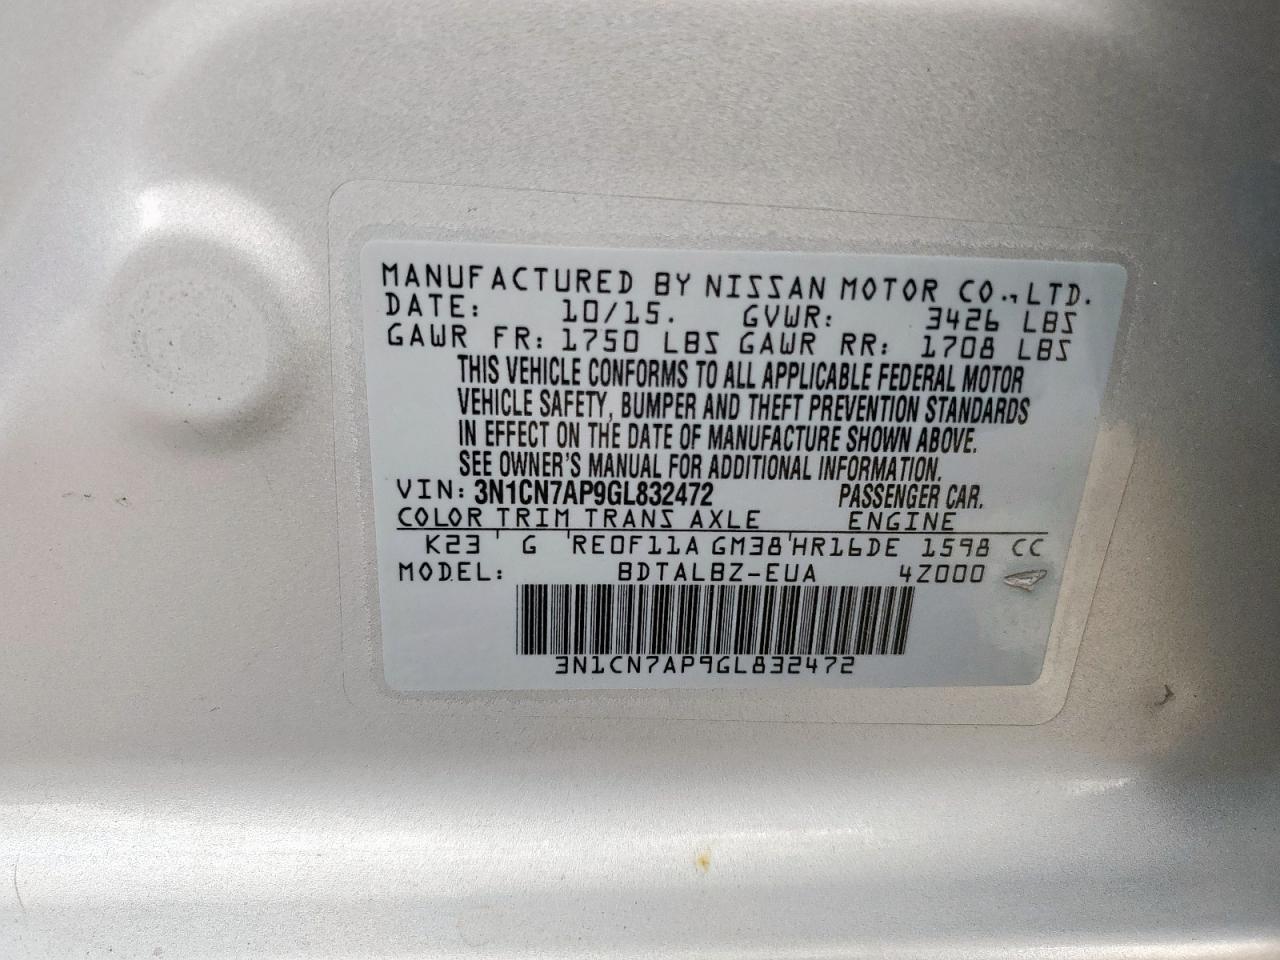 MANUFACTURED BY NISSAN MOTOR CO., LTD.
DATE: 10/15. GVWR: 3426 LBS
GAWR FR: 1750 LBS GAWR RR: 1708 LBS
THIS VEHICLE CONFORMS TO ALL APPLICABLE FEDERAL MOTOR
VEHICLE SAFETY, BUMPER AND THEFT PREVENTION STANDARDS
IN EFFECT ON THE DATE OF MANUFACTURE SHOWN ABOVE.
SEE OWNER'S MANUAL FOR ADDITIONAL INFORMATION.
VIN: 3N1CN7AP9GL832472 PASSENGER CAR.
COLOR TRIM TRANS AXLE ENGINE
K23 ' G 'RE0F11A GM38'HR16DE 1598 CC
MODEL: BDTALBZ-EUA 4Z000
3N1CN7AP9GL832472